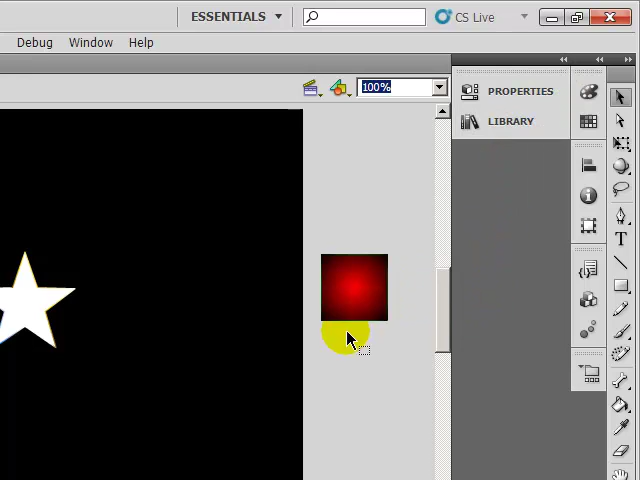 ESSENTIALS
CS Live
Debug Window Help
100%
PROPERTIES
LIBRARY
T